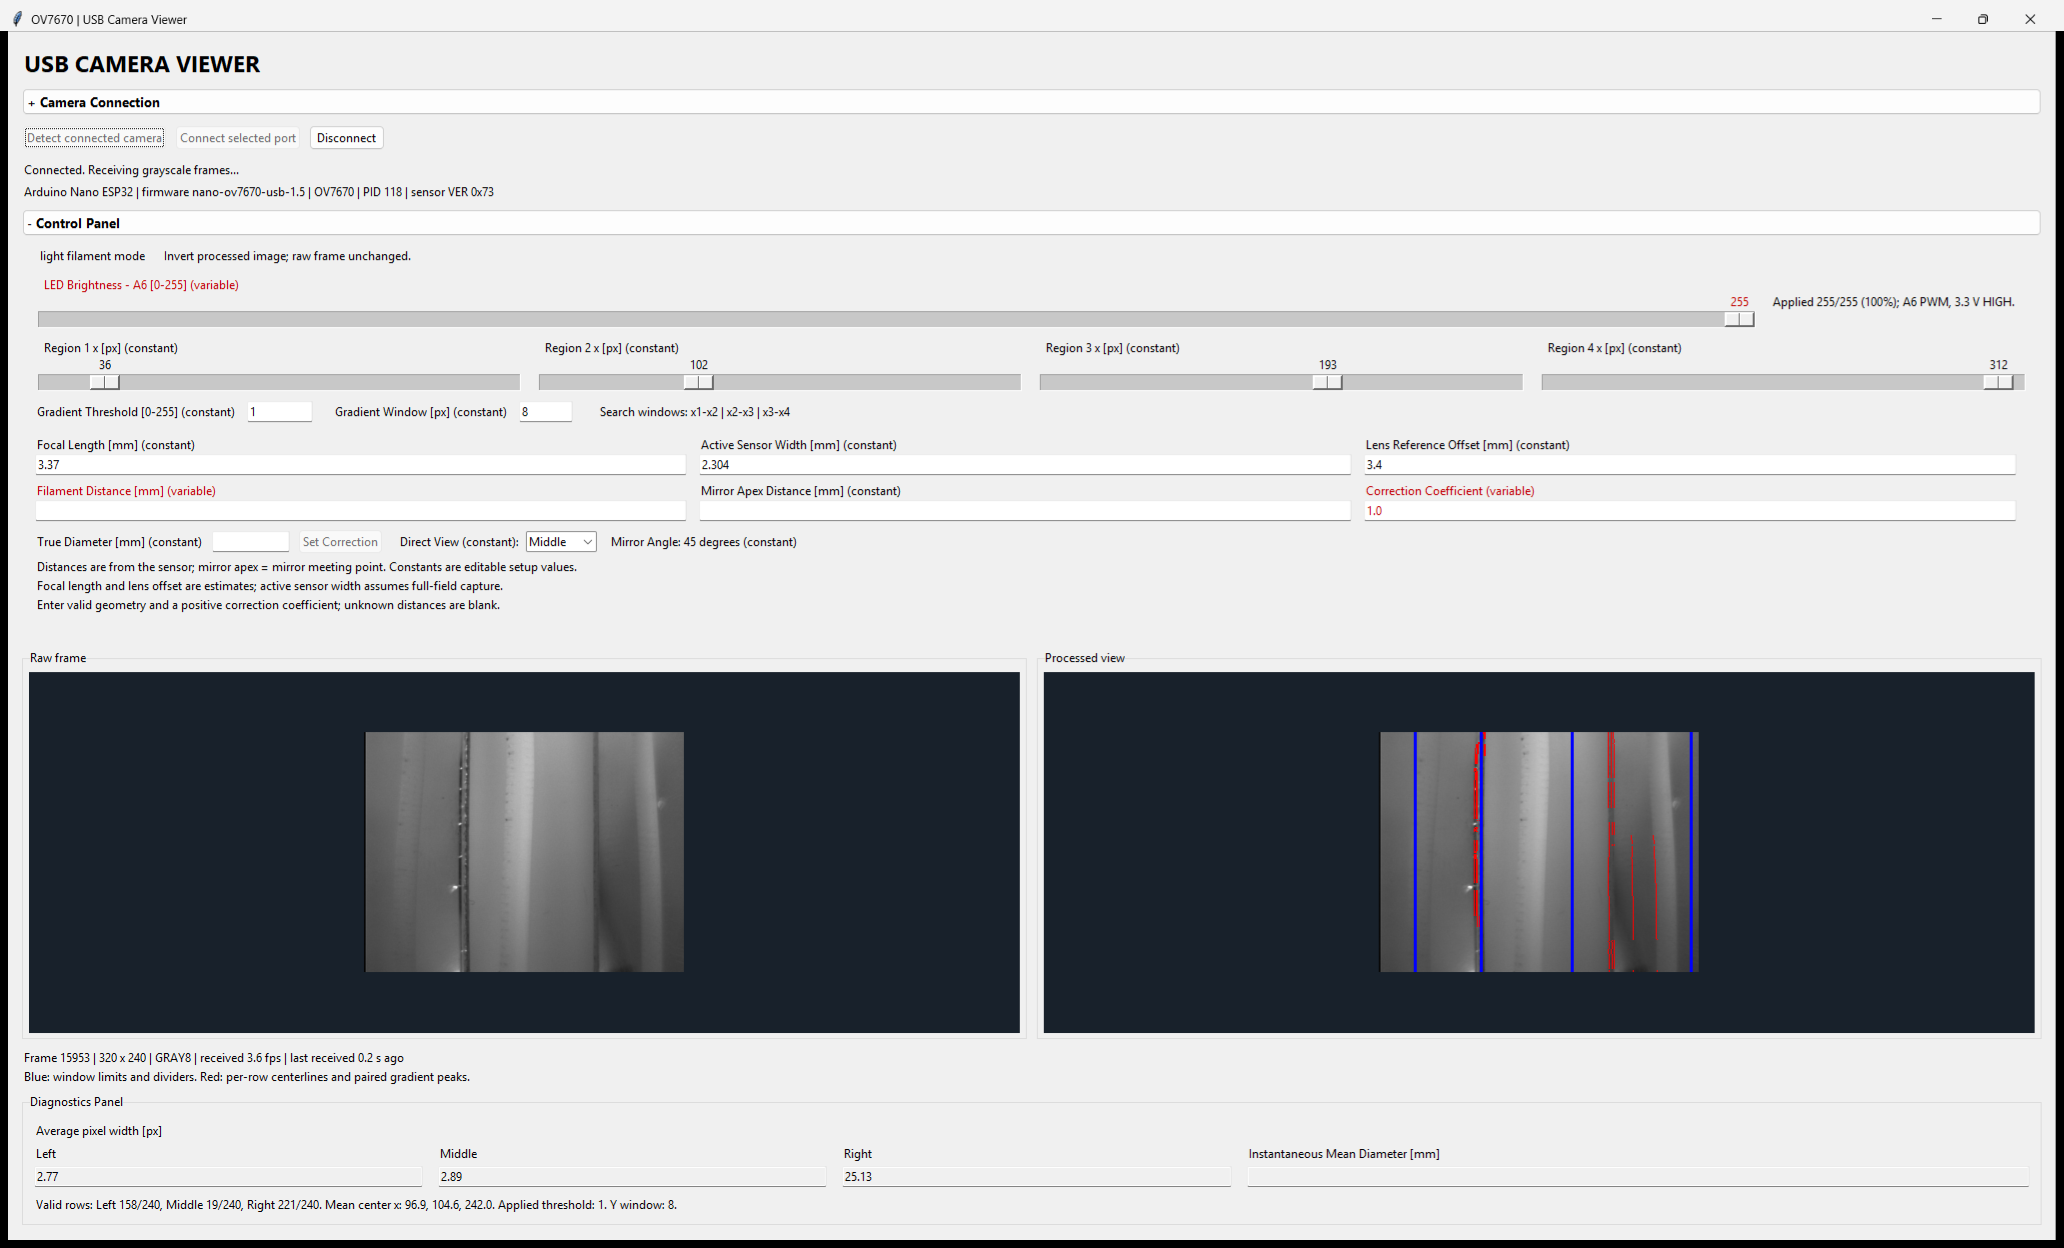 OV7670 | USB Camera Viewer
USB CAMERA VIEWER
+ Camera Connection
Detect connected camera Connect selected port Disconnect
Connected. Receiving grayscale frames...
Arduino Nano ESP32 | firmware nano-ov7670-usb-1.5 | OV7670 | PID 118 | sensor VER 0x73
- Control Panel
light filament mode Invert processed image; raw frame unchanged.
LED Brightness - A6 [0-255] (variable)
255 Applied 255/255 (100%); A6 PWM, 3.3 V HIGH.
Region 1 x [px] (constant) Region 2 x [px] (constant) Region 3 x [px] (constant) Region 4 x [px] (constant)
36 102 193 312
Gradient Threshold [0-255] (constant) 1 Gradient Window [px] (constant) 8 Search windows: x1-x2 | x2-x3 | x3-x4
Focal Length [mm] (constant) Active Sensor Width [mm] (constant) Lens Reference Offset [mm] (constant)
3.37 2.304 3.4
Filament Distance [mm] (variable) Mirror Apex Distance [mm] (constant) Correction Coefficient (variable)
1.0
True Diameter [mm] (constant) Set Correction Direct View (constant): Middle Mirror Angle: 45 degrees (constant)
Distances are from the sensor; mirror apex = mirror meeting point. Constants are editable setup values.
Focal length and lens offset are estimates; active sensor width assumes full-field capture.
Enter valid geometry and a positive correction coefficient; unknown distances are blank.
Raw frame Processed view
Frame 15953 | 320 x 240 | GRAY8 | received 3.6 fps | last received 0.2 s ago
Blue: window limits and dividers. Red: per-row centerlines and paired gradient peaks.
Diagnostics Panel
Average pixel width [px]
Left Middle Right Instantaneous Mean Diameter [mm]
2.77 2.89 25.13
Valid rows: Left 158/240, Middle 19/240, Right 221/240. Mean center x: 96.9, 104.6, 242.0. Applied threshold: 1. Y window: 8.